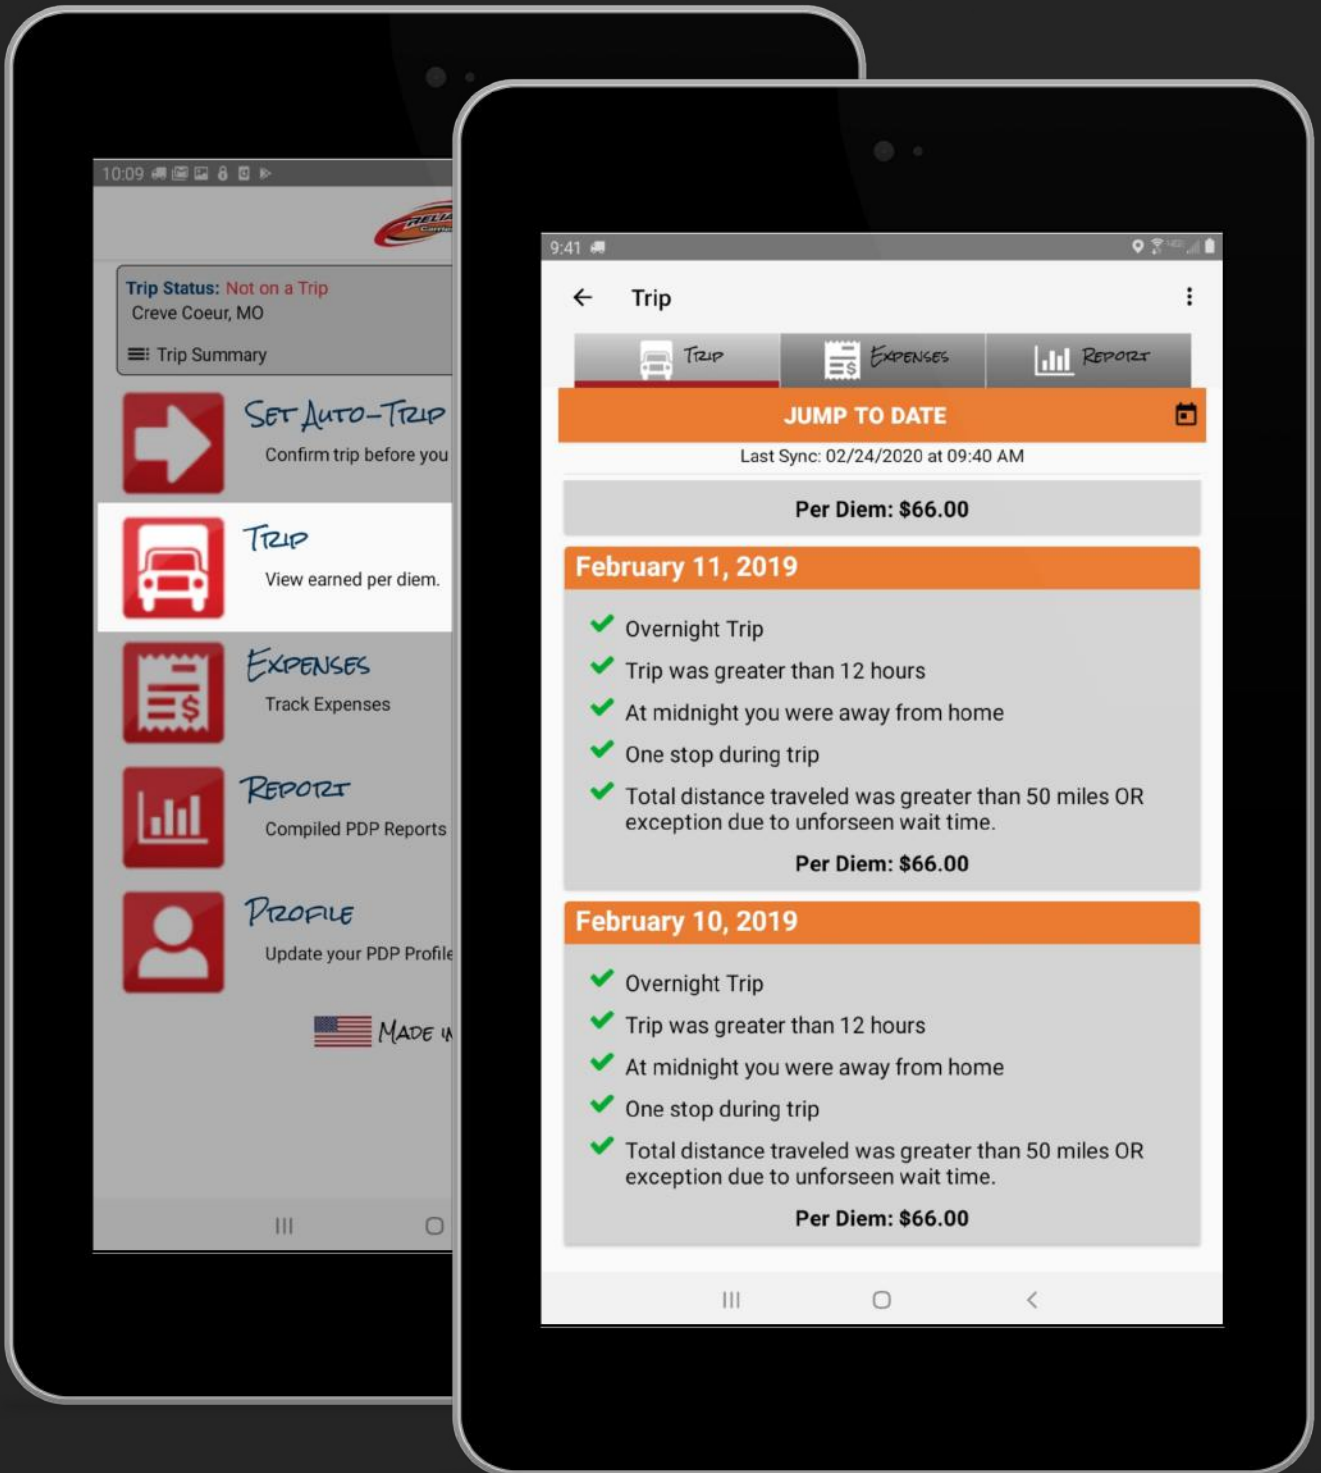 10:09
RELIA
Carrie
Trip Status: Not on a Trip
Creve Coeur, MO
Trip Summary
SET AUTO-TRIP
Confirm trip before you
TRIP
View earned per diem.
EXPENSES
Track Expenses
REPORT
Compiled PDP Reports
PROFILE
Update your PDP Profile
MADE IN
9:41
Trip
TRIP EXPENSES REPORT
JUMP TO DATE
Last Sync: 02/24/2020 at 09:40 AM
Per Diem: $66.00
February 11, 2019
Overnight Trip
Trip was greater than 12 hours
At midnight you were away from home
One stop during trip
Total distance traveled was greater than 50 miles OR
exception due to unforseen wait time.
Per Diem: $66.00
February 10, 2019
Overnight Trip
Trip was greater than 12 hours
At midnight you were away from home
One stop during trip
Total distance traveled was greater than 50 miles OR
exception due to unforseen wait time.
Per Diem: $66.00